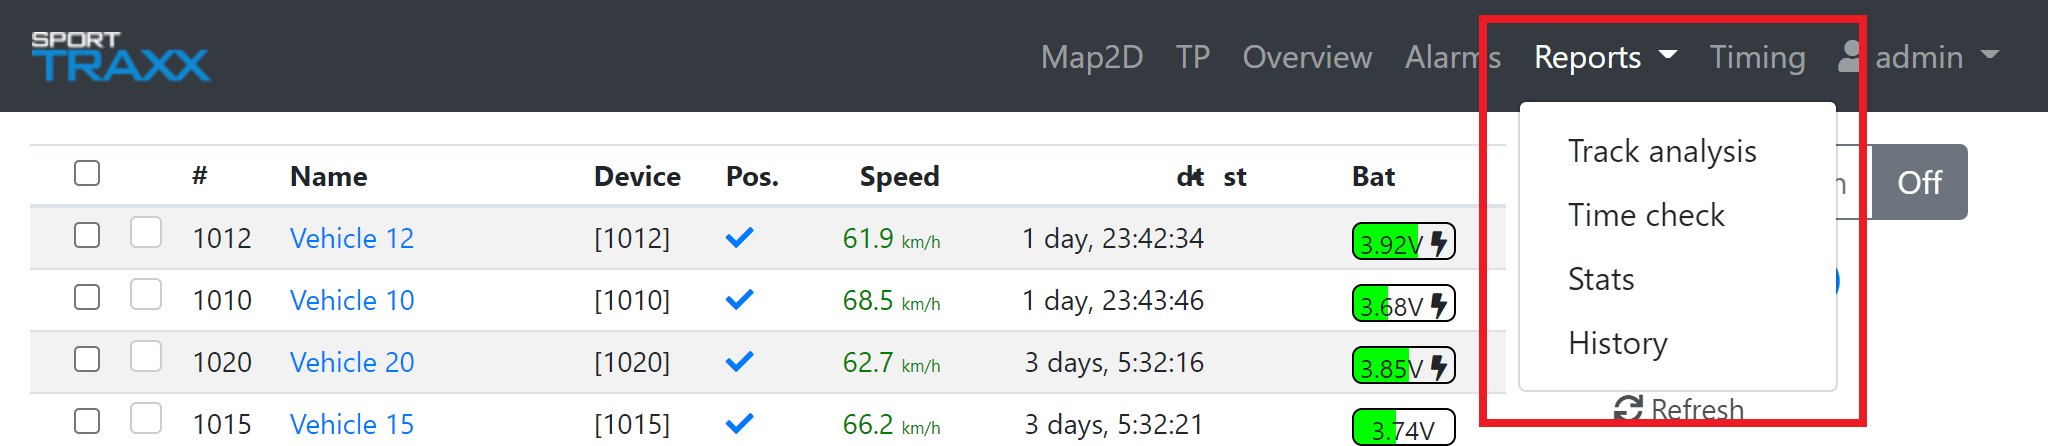 SPORT
TRAXX
Map2D TP Overview Alarms Reports Timing admin
# Name Device Pos. Speed dt st Bat
Track analysis
Off
Time check
1012 Vehicle 12 [1012] 61.9 km/h 1 day, 23:42:34 3.92V
Stats
1010 Vehicle 10 [1010] 68.5 km/h 1 day, 23:43:46 3.68V
History
1020 Vehicle 20 [1020] 62.7 km/h 3 days, 5:32:16 3.85V
Refresh
1015 Vehicle 15 [1015] 66.2 km/h 3 days, 5:32:21 3.74V